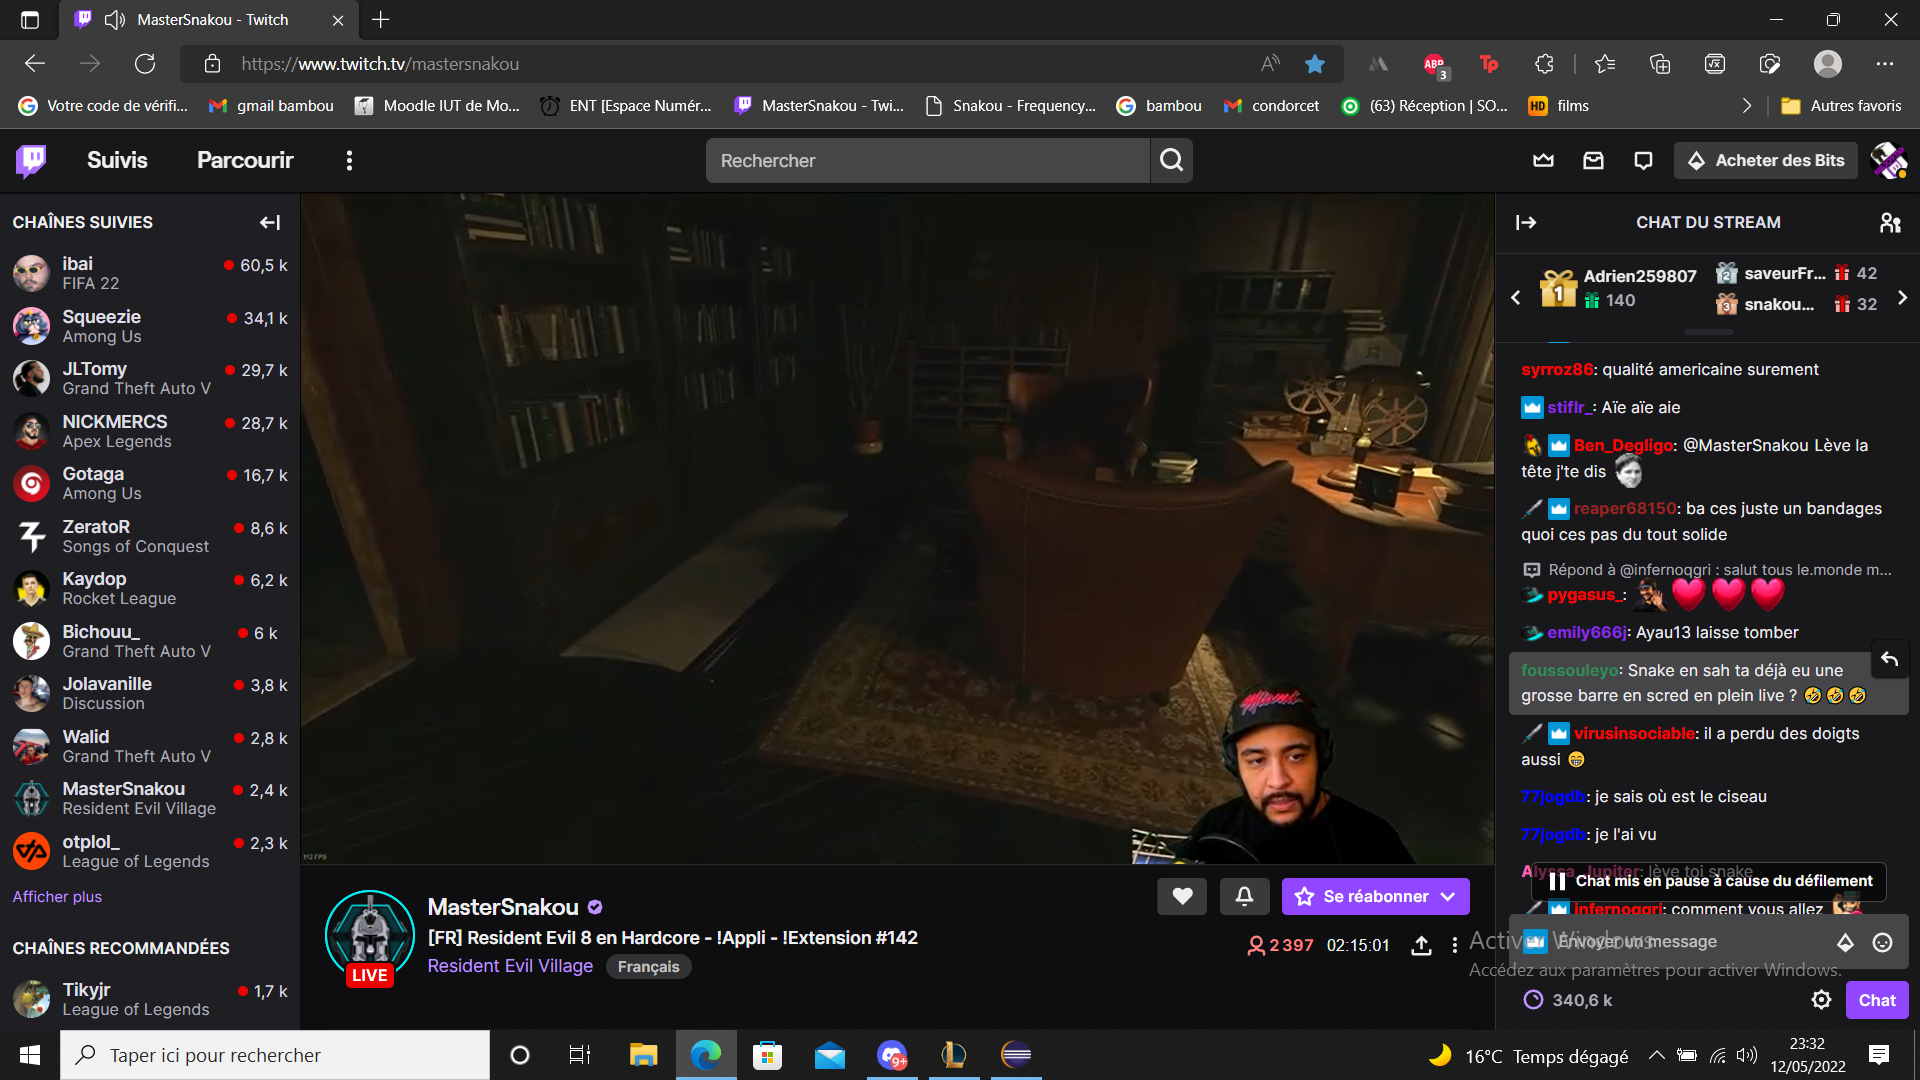 MasterSnakou - Twitch
https://www.twitch.tv/mastersnakou
ABP
3
Tp
Votre code de vérifi...
gmail bambou
Moodle IUT de Mo...
ENT [Espace Numér...
MasterSnakou - Twi...
Snakou - Frequency...
bambou
condorcet
(63) Réception | SO...
HD films
Autres favoris
Suivis
Parcourir
Rechercher
Acheter des Bits
CHAÎNES SUIVIES
ibai
60,5 k
FIFA 22
Squeezie
34,1 k
Among Us
JLTomy
29,7 k
Grand Theft Auto V
NICKMERCS
28,7 k
Apex Legends
Gotaga
16,7 k
Among Us
ZeratoR
8,6 k
Songs of Conquest
Kaydop
6,2 k
Rocket League
Bichouu_
6 k
Grand Theft Auto V
Jolavanille
3,8 k
Discussion
Walid
2,8 k
Grand Theft Auto V
MasterSnakou
2,4 k
Resident Evil Village
otplol_
2,3 k
League of Legends
Afficher plus
CHAÎNES RECOMMANDÉES
Tikyjr
1,7 k
League of Legends
Miami
MasterSnakou
[FR] Resident Evil 8 en Hardcore - !Appli - !Extension #142
Resident Evil Village
Français
LIVE
Se réabonner
2 397
02:15:01
CHAT DU STREAM
1
Adrien259807
140
2
saveurFr...
42
3
snakou...
32
syrroz86: qualité americaine surement
stiflr_: Aïe aïe aie
Ben_Degligo: @MasterSnakou Lève la
tête j'te dis
reaper68150: ba ces juste un bandages
quoi ces pas du tout solide
Répond à @infernoqgri : salut tous le.monde m...
pygasus_:
emily666j: Ayau13 laisse tomber
foussouleyo: Snake en sah ta déjà eu une
grosse barre en scred en plein live ? 🤣🤣🤣
virusinsociable: il a perdu des doigts
aussi 😁
77jogdb: je sais où est le ciseau
77jogdb: je l'ai vu
Alyssa_Jupiter: lève toi snake
Chat mis en pause à cause du défilement
infernoqgri: comment vous allez
Envoyer un message
Activer Windows
Accédez aux paramètres pour activer Windows.
340,6 k
Chat
Taper ici pour rechercher
9+
16°C Temps dégagé
23:32
12/05/2022